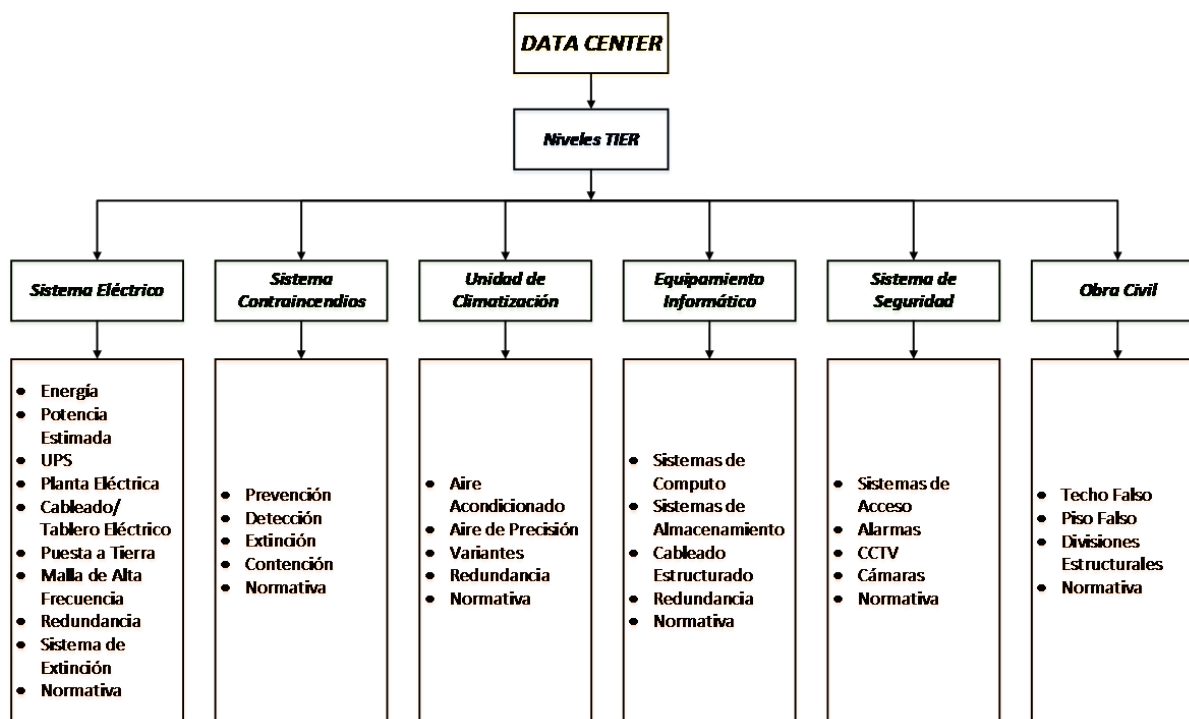 DATA CENTER
Niveles TIER
Sistema Eléctrico
Sistema
Contraincendios
Unidad de
Climatización
Equipamiento
Informático
Sistema de
Seguridad
Obra Civil
• Energía
• Potencia
Estimada
• UPS
• Planta Eléctrica
• Cableado/
Tablero Eléctrico
• Puesta a Tierra
• Malla de Alta
Frecuencia
• Redundancia
• Sistema de
Extinción
• Normativa
• Prevención
• Detección
• Extinción
• Contención
• Normativa
• Aire
Acondicionado
• Aire de Precisión
• Variantes
• Redundancia
• Normativa
• Sistemas de
Computo
• Sistemas de
Almacenamiento
• Cableado
Estructurado
• Redundancia
• Normativa
• Sistemas de
Acceso
• Alarmas
• CCTV
• Cámaras
• Normativa
• Techo Falso
• Piso Falso
• Divisiones
Estructurales
• Normativa